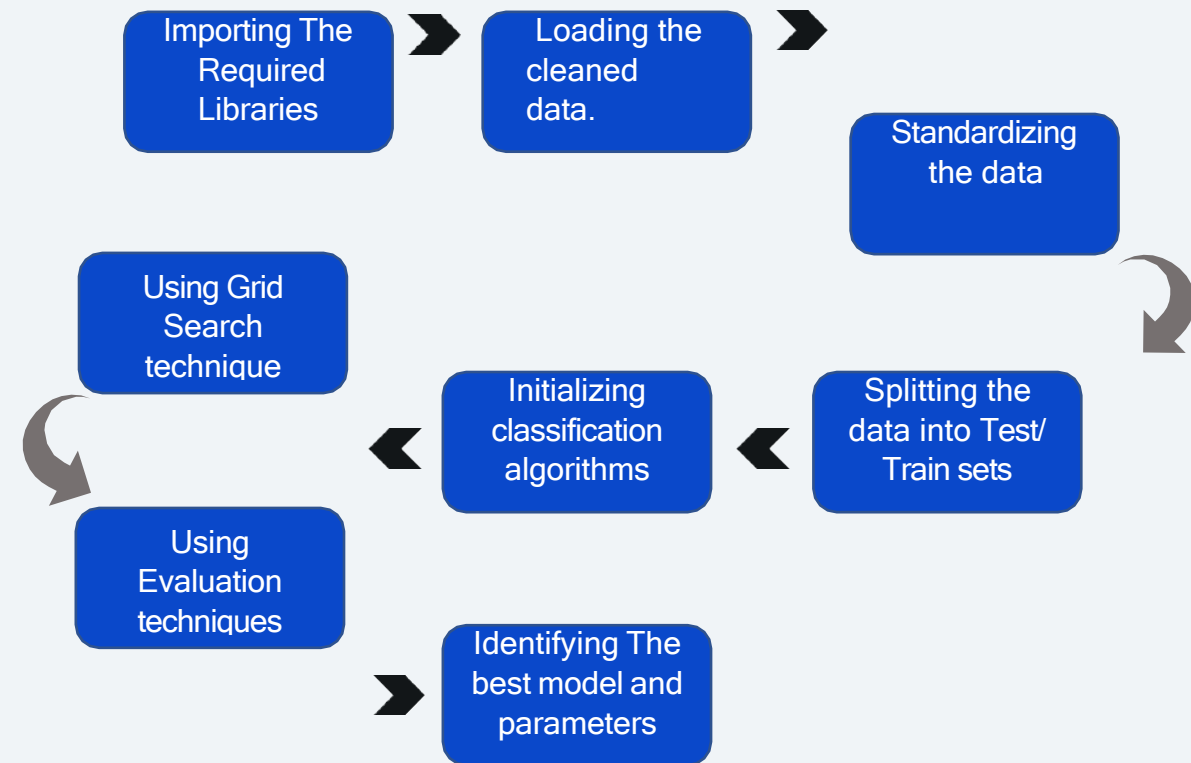 Importing The
Required
Libraries
Loading the
cleaned
data.
Standardizing
the data
Splitting the
data into Test/
Train sets
Initializing
classification
algorithms
Using Grid
Search
technique
Using
Evaluation
techniques
Identifying The
best model and
parameters